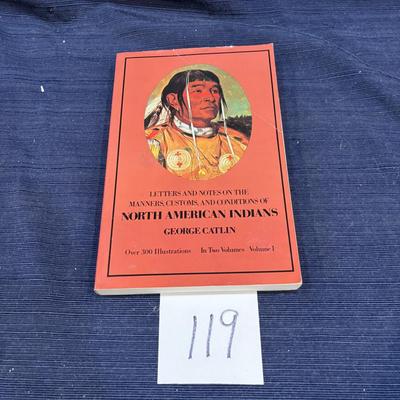 LETTERS AND NOTES ON THE
MANNERS, CUSTOMS, AND CONDITIONS OF
NORTH AMERICAN INDIANS
GEORGE CATLIN
Over 300 Illustrations In Two Volumes Volume I
119